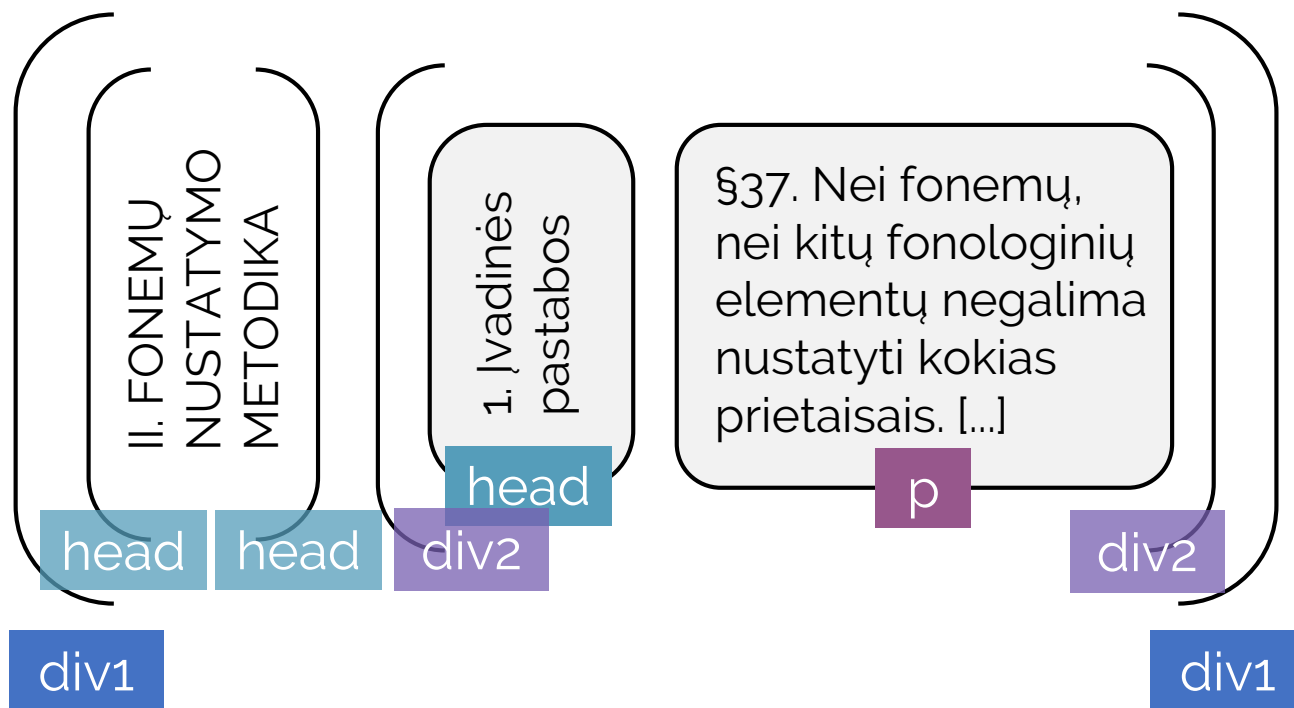 II. FONEMŲ
NUSTATYMO
METODIKA
1. Įvadinės
pastabos
§37. Nei fonemų,
nei kitų fonologinių
elementų negalima
nustatyti kokias
prietaisais. [...]
head
p
head
head
div2
div2
div1
div1